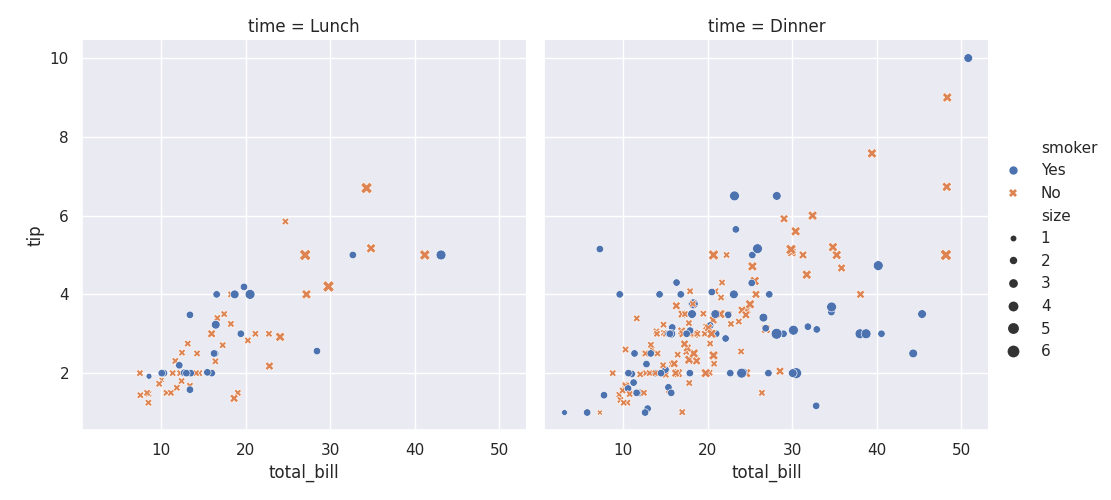 time = Lunch
time = Dinner
10
8
6
4
2
tip
10
20
30
40
50
total_bill
10
20
30
40
50
total_bill
smoker
Yes
No
size
1
2
3
4
5
6